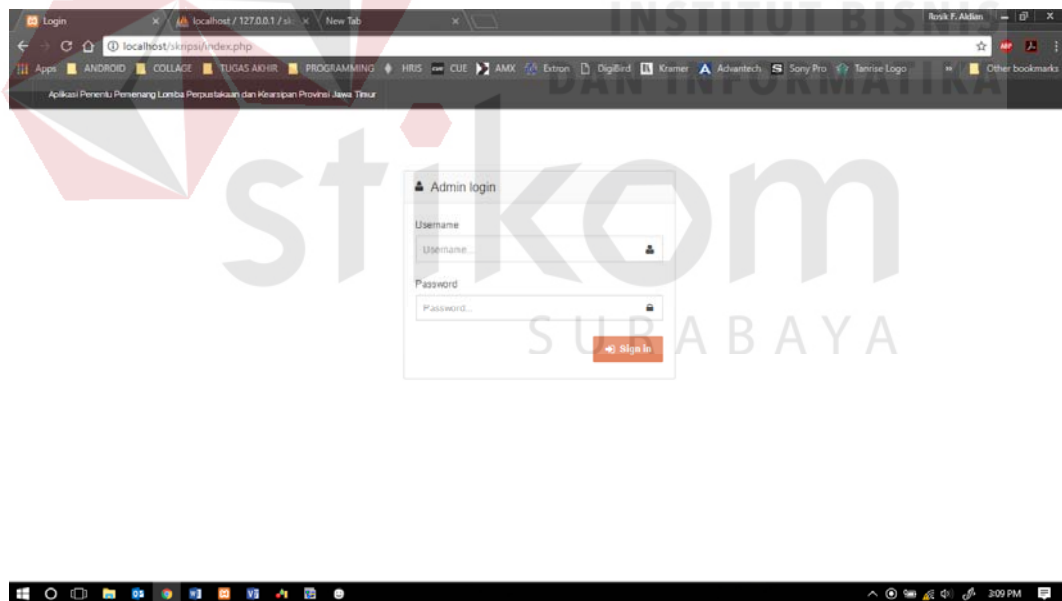 INSTITUT BISNIS
DAN INFORMATIKA
stikom
SURABAYA
Login
localhost / 127.0.0.1 / sk
New Tab
Rosik F. Aldian
localhost/skripsi/index.php
ABP
Apps ANDROID COLLAGE TUGAS AKHIR PROGRAMMING HRIS CUE AMX Extron DigiBird Kramer Advantech Sony Pro Tanrise Logo » Other bookmarks
Aplikasi Penentu Pemenang Lomba Perpustakaan dan Kearsipan Provinsi Jawa Timur
Admin login
Username
Username...
Password
Password...
Sign in
3:09 PM